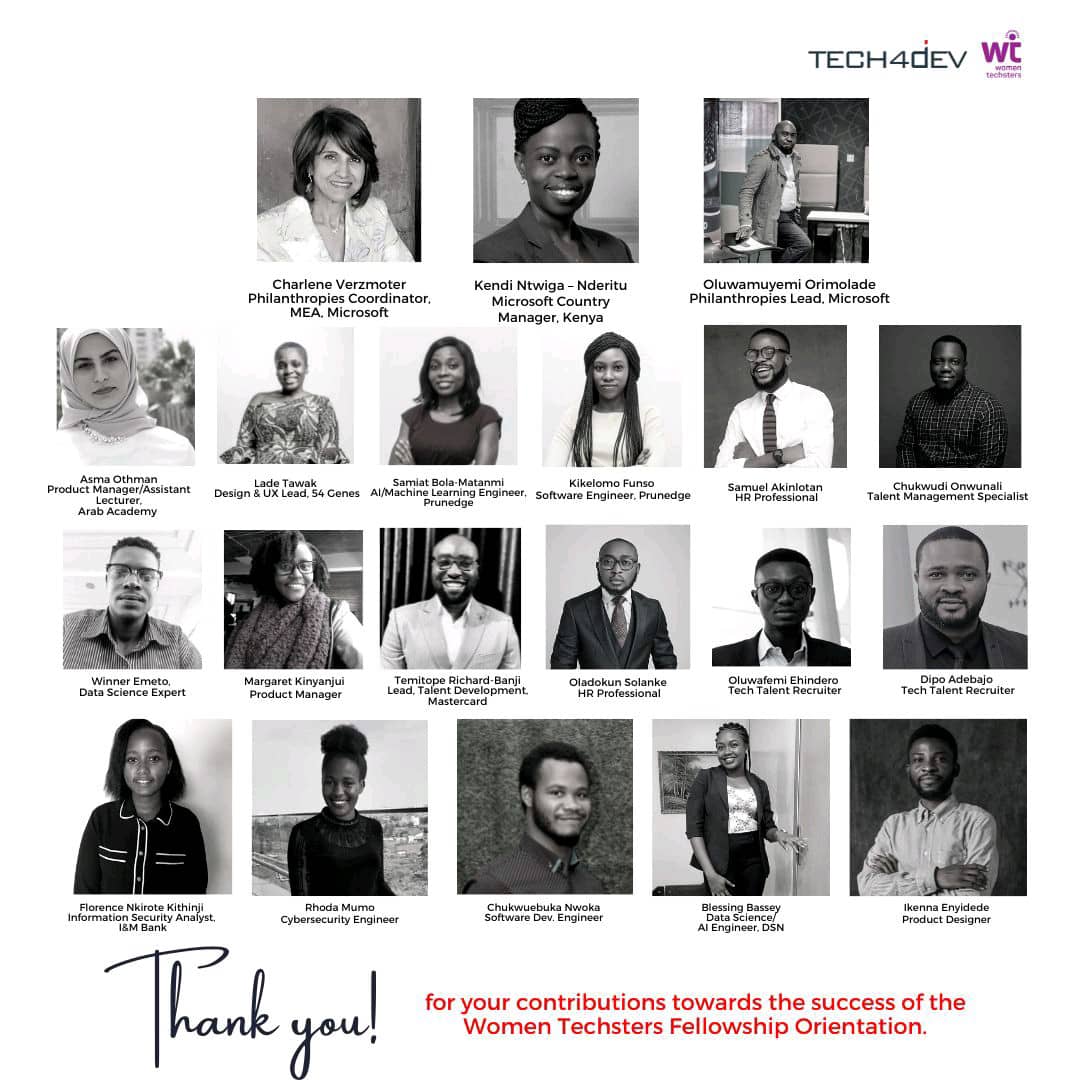 TECH4DEV
wt
women
techsters
Charlene Verzmoter
Philanthropies Coordinator,
MEA, Microsoft
Kendi Ntwiga – Nderitu
Microsoft Country
Manager, Kenya
Oluwamuyemi Orimolade
Philanthropies Lead, Microsoft
Asma Othman
Product Manager/Assistant
Lecturer,
Arab Academy
Lade Tawak
Design & UX Lead, 54 Genes
Samiat Bola-Matanmi
AI/Machine Learning Engineer,
Prunedge
Kikelomo Funso
Software Engineer, Prunedge
Samuel Akinlotan
HR Professional
Chukwudi Onwunali
Talent Management Specialist
Winner Emeto,
Data Science Expert
Margaret Kinyanjui
Product Manager
Temitope Richard-Banji
Lead, Talent Development,
Mastercard
Oladokun Solanke
HR Professional
Oluwafemi Ehindero
Tech Talent Recruiter
Dipo Adebajo
Tech Talent Recruiter
Florence Nkirote Kithinji
Information Security Analyst,
I&M Bank
Rhoda Mumo
Cybersecurity Engineer
Chukwuebuka Nwoka
Software Dev. Engineer
Blessing Bassey
Data Science/
AI Engineer, DSN
Ikenna Enyidede
Product Designer
Thank you!
for your contributions towards the success of the
Women Techsters Fellowship Orientation.